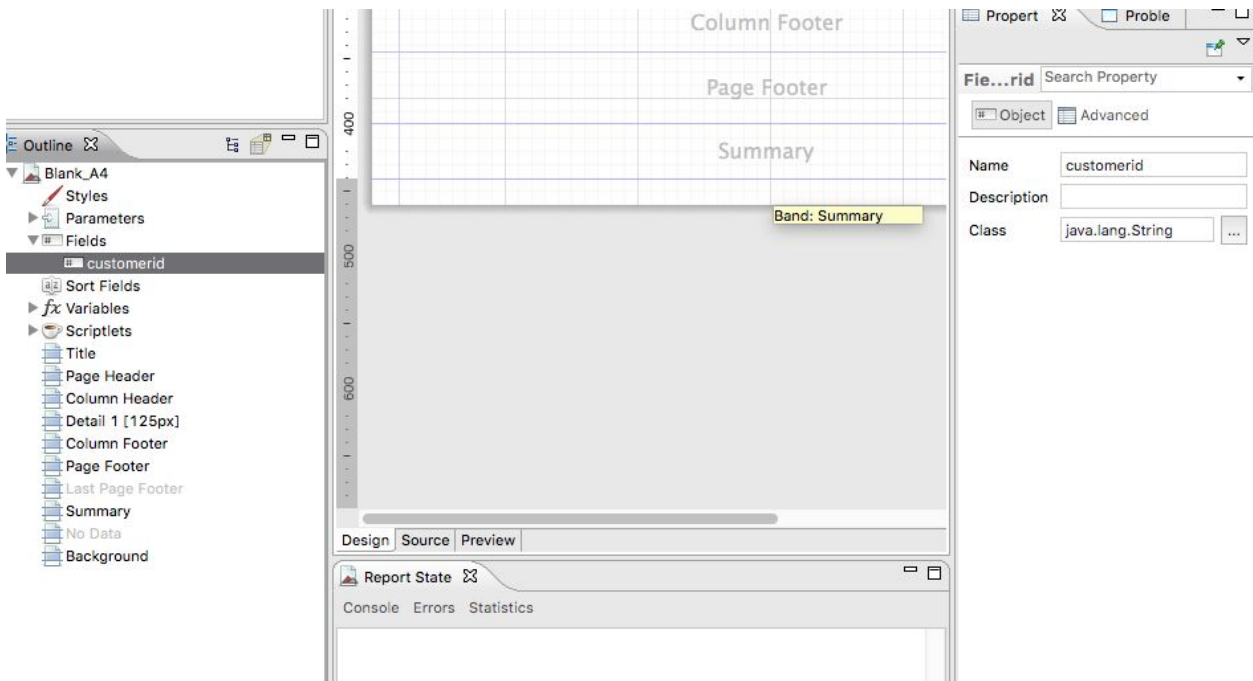 Column Footer
Page Footer
Summary
Band: Summary
400
500
600
Design Source Preview
Outline
Blank_A4
Styles
Parameters
Fields
customerid
Sort Fields
fx Variables
Scriptlets
Title
Page Header
Column Header
Detail 1 [125px]
Column Footer
Page Footer
Last Page Footer
Summary
No Data
Background
Report State
Console Errors Statistics
Propert Proble
Fie...rid Search Property
Object Advanced
Name customerid
Description
Class java.lang.String ...